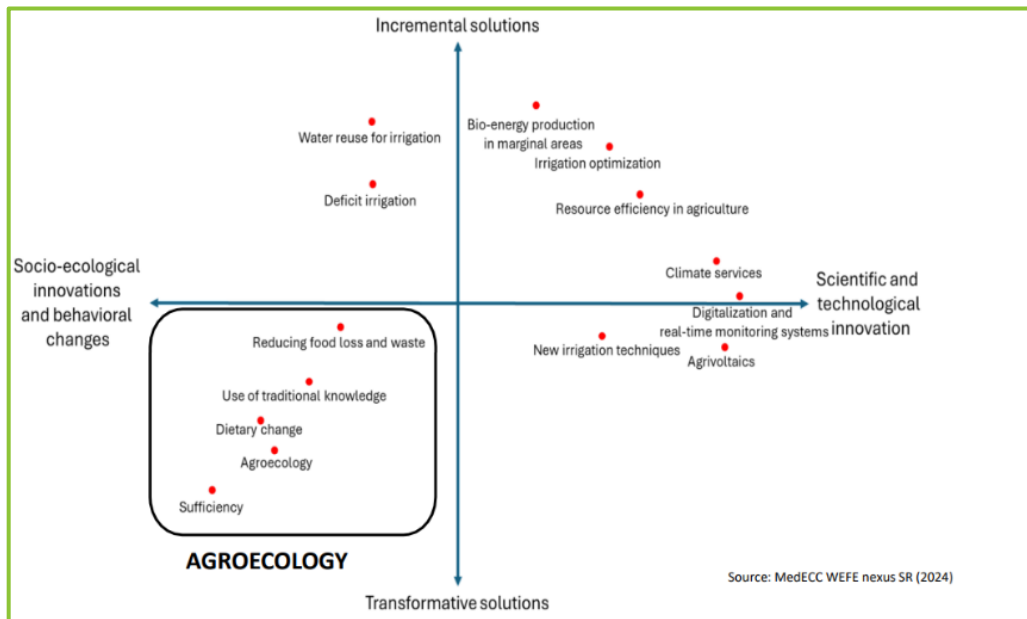 Incremental solutions
Water reuse for irrigation
Bio-energy production
in marginal areas
Irrigation optimization
Deficit irrigation
Resource efficiency in agriculture
Climate services
Socio-ecological
innovations
and behavioral
changes
Scientific and
technological
innovation
Digitalization and
real-time monitoring systems
Reducing food loss and waste
New irrigation techniques
Agrivoltaics
Use of traditional knowledge
Dietary change
Agroecology
Sufficiency
AGROECOLOGY
Source: MedECC WEFE nexus SR (2024)
Transformative solutions